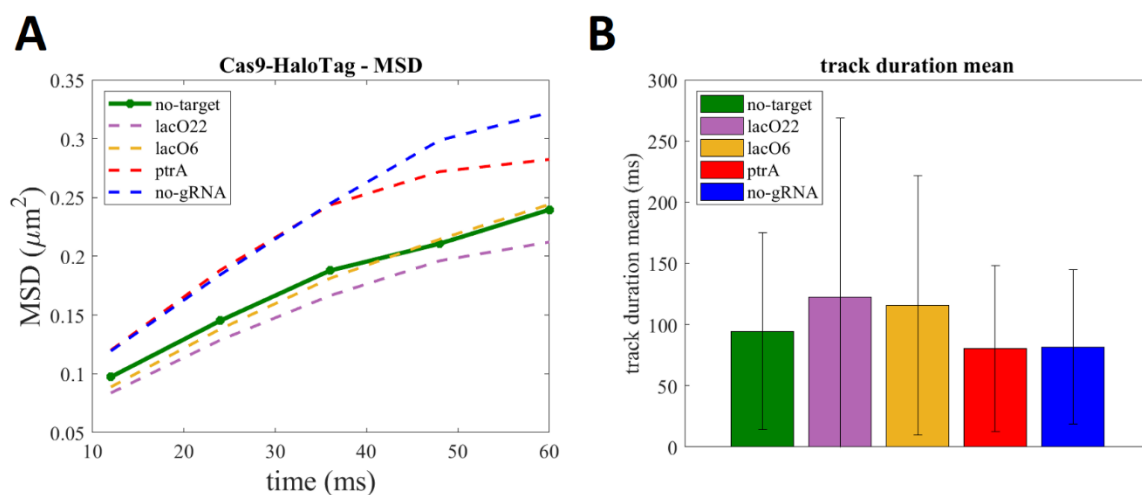 A
Cas9-HaloTag - MSD
0.35
0.3
0.25
0.2
0.15
0.1
0.05
MSD (μm²)
no-target
lacO22
lacO6
ptrA
no-gRNA
10 20 30 40 50 60
time (ms)
B
track duration mean
300
250
200
150
100
50
0
track duration mean (ms)
no-target
lacO22
lacO6
ptrA
no-gRNA